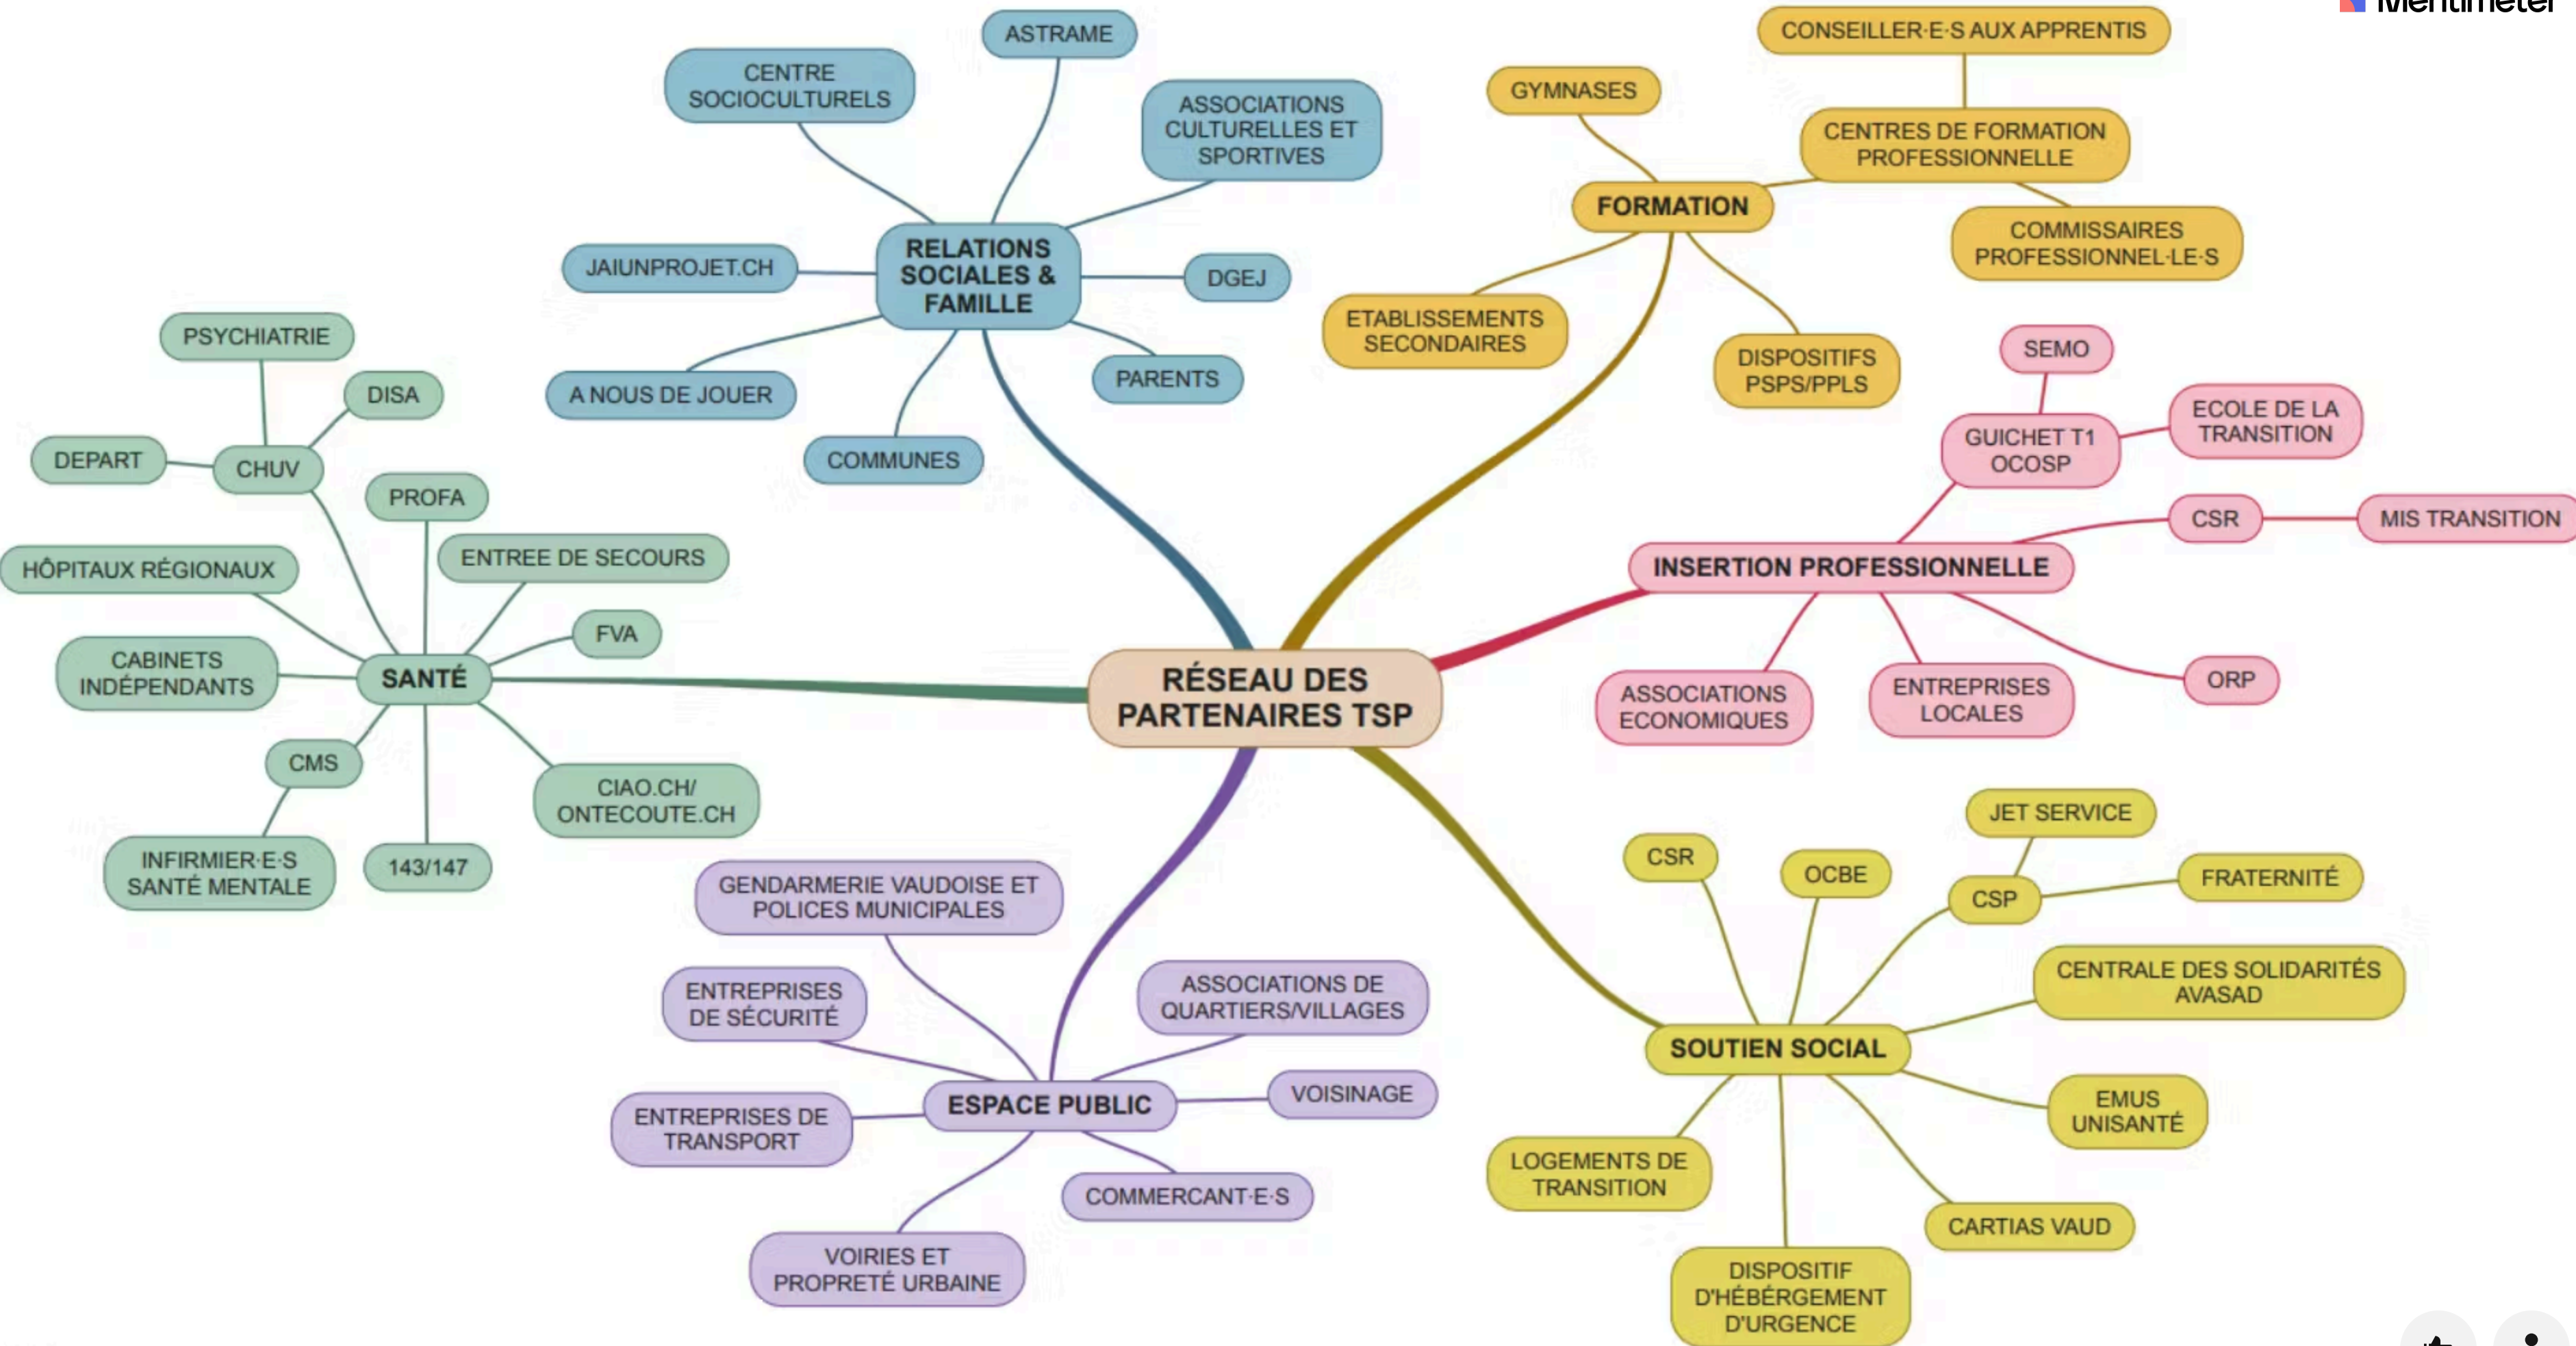 Mentimeter
ASTRAME
CENTRE
SOCIOCULTURELS
ASSOCIATIONS
CULTURELLES ET
SPORTIVES
RELATIONS
SOCIALES &
FAMILLE
JAIUNPROJET.CH
DGEJ
A NOUS DE JOUER
PARENTS
COMMUNES
CONSEILLER·E·S AUX APPRENTIS
GYMNASES
CENTRES DE FORMATION
PROFESSIONNELLE
FORMATION
COMMISSAIRES
PROFESSIONNEL·LE·S
ETABLISSEMENTS
SECONDAIRES
DISPOSITIFS
PSPS/PPLS
SEMO
ECOLE DE LA
TRANSITION
GUICHET T1
OCOSP
CSR
MIS TRANSITION
INSERTION PROFESSIONNELLE
ASSOCIATIONS
ECONOMIQUES
ENTREPRISES
LOCALES
ORP
PSYCHIATRIE
DISA
DEPART
CHUV
PROFA
ENTREE DE SECOURS
HÔPITAUX RÉGIONAUX
FVA
CABINETS
INDÉPENDANTS
SANTÉ
CMS
CIAO.CH/
ONTECOUTE.CH
INFIRMIER·E·S
SANTÉ MENTALE
143/147
RÉSEAU DES
PARTENAIRES TSP
GENDARMERIE VAUDOISE ET
POLICES MUNICIPALES
ENTREPRISES
DE SÉCURITÉ
ASSOCIATIONS DE
QUARTIERS/VILLAGES
ESPACE PUBLIC
VOISINAGE
ENTREPRISES DE
TRANSPORT
COMMERCANT·E·S
VOIRIES ET
PROPRETÉ URBAINE
JET SERVICE
CSR
OCBE
CSP
FRATERNITÉ
CENTRALE DES SOLIDARITÉS
AVASAD
SOUTIEN SOCIAL
EMUS
UNISANTÉ
LOGEMENTS DE
TRANSITION
CARTIAS VAUD
DISPOSITIF
D'HÉBÉRGEMENT
D'URGENCE